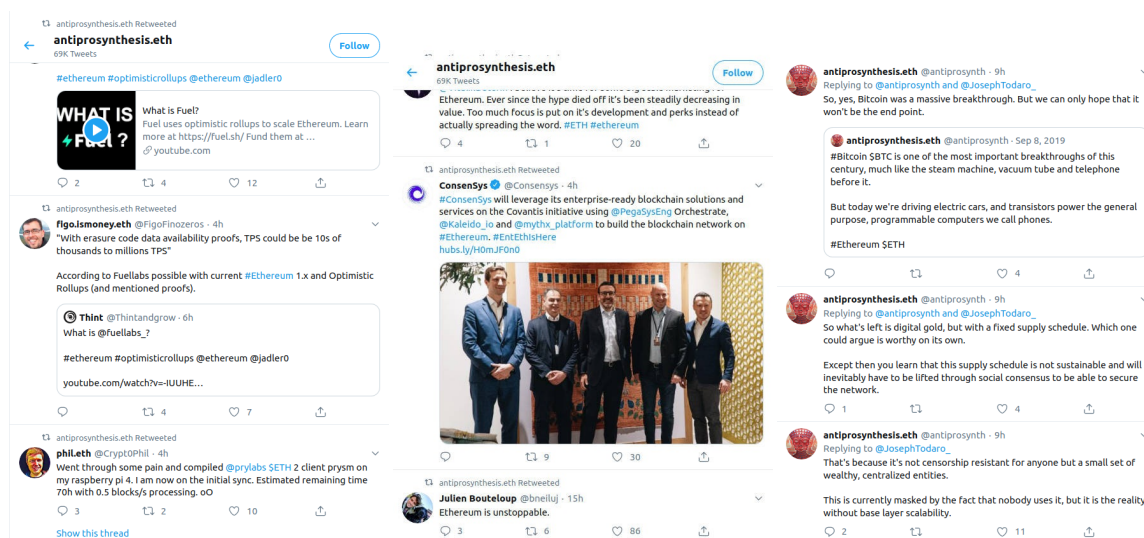 antiprosynthesis.eth Retweeted
antiprosynthesis.eth
69K Tweets
Follow
#ethereum #optimisticrollups @ethereum @jadler0
WHAT IS
Fuel ?
What is Fuel?
Fuel uses optimistic rollups to scale Ethereum. Learn
more at https://fuel.sh/ Fund them at …
youtube.com
2 4 12
antiprosynthesis.eth Retweeted
figo.ismoney.eth @FigoFinozeros · 4h
"With erasure code data availability proofs, TPS could be be 10s of
thousands to millions TPS"
According to Fuellabs possible with current #Ethereum 1.x and Optimistic
Rollups (and mentioned proofs).
Thint @Thintandgrow · 6h
What is @fuellabs_?
#ethereum #optimisticrollups @ethereum @jadler0
youtube.com/watch?v=-IUUHE...
4 7
antiprosynthesis.eth Retweeted
phil.eth @Crypt0Phil · 4h
Went through some pain and compiled @prylabs $ETH 2 client prysm on
my raspberry pi 4. I am now on the initial sync. Estimated remaining time
70h with 0.5 blocks/s processing. oO
3 2 10
Show this thread
antiprosynthesis.eth
69K Tweets
Follow
Ethereum. Ever since the hype died off it's been steadily decreasing in
value. Too much focus is put on it's development and perks instead of
actually spreading the word. #ETH #ethereum
4 1 20
antiprosynthesis.eth Retweeted
ConsenSys @Consensys · 4h
#ConsenSys will leverage its enterprise-ready blockchain solutions and
services on the Covantis initiative using @PegaSysEng Orchestrate,
@Kaleido_io and @mythx_platform to build the blockchain network on
#Ethereum. #EntEthIsHere
hubs.ly/H0mJF0n0
9 30
antiprosynthesis.eth Retweeted
Julien Bouteloup @bneiluj · 15h
Ethereum is unstoppable.
3 6 86
antiprosynthesis.eth @antiprosynth · 9h
Replying to @antiprosynth and @JosephTodaro_
So, yes, Bitcoin was a massive breakthrough. But we can only hope that it
won't be the end point.
antiprosynthesis.eth @antiprosynth · Sep 8, 2019
#Bitcoin $BTC is one of the most important breakthroughs of this
century, much like the steam machine, vacuum tube and telephone
before it.
But today we're driving electric cars, and transistors power the general
purpose, programmable computers we call phones.
#Ethereum $ETH
4
antiprosynthesis.eth @antiprosynth · 9h
Replying to @antiprosynth and @JosephTodaro_
So what's left is digital gold, but with a fixed supply schedule. Which one
could argue is worthy on its own.
Except then you learn that this supply schedule is not sustainable and will
inevitably have to be lifted through social consensus to be able to secure
the network.
1 4
antiprosynthesis.eth @antiprosynth · 9h
Replying to @JosephTodaro_
That's because it's not censorship resistant for anyone but a small set of
wealthy, centralized entities.
This is currently masked by the fact that nobody uses it, but it is the reality
without base layer scalability.
2 11